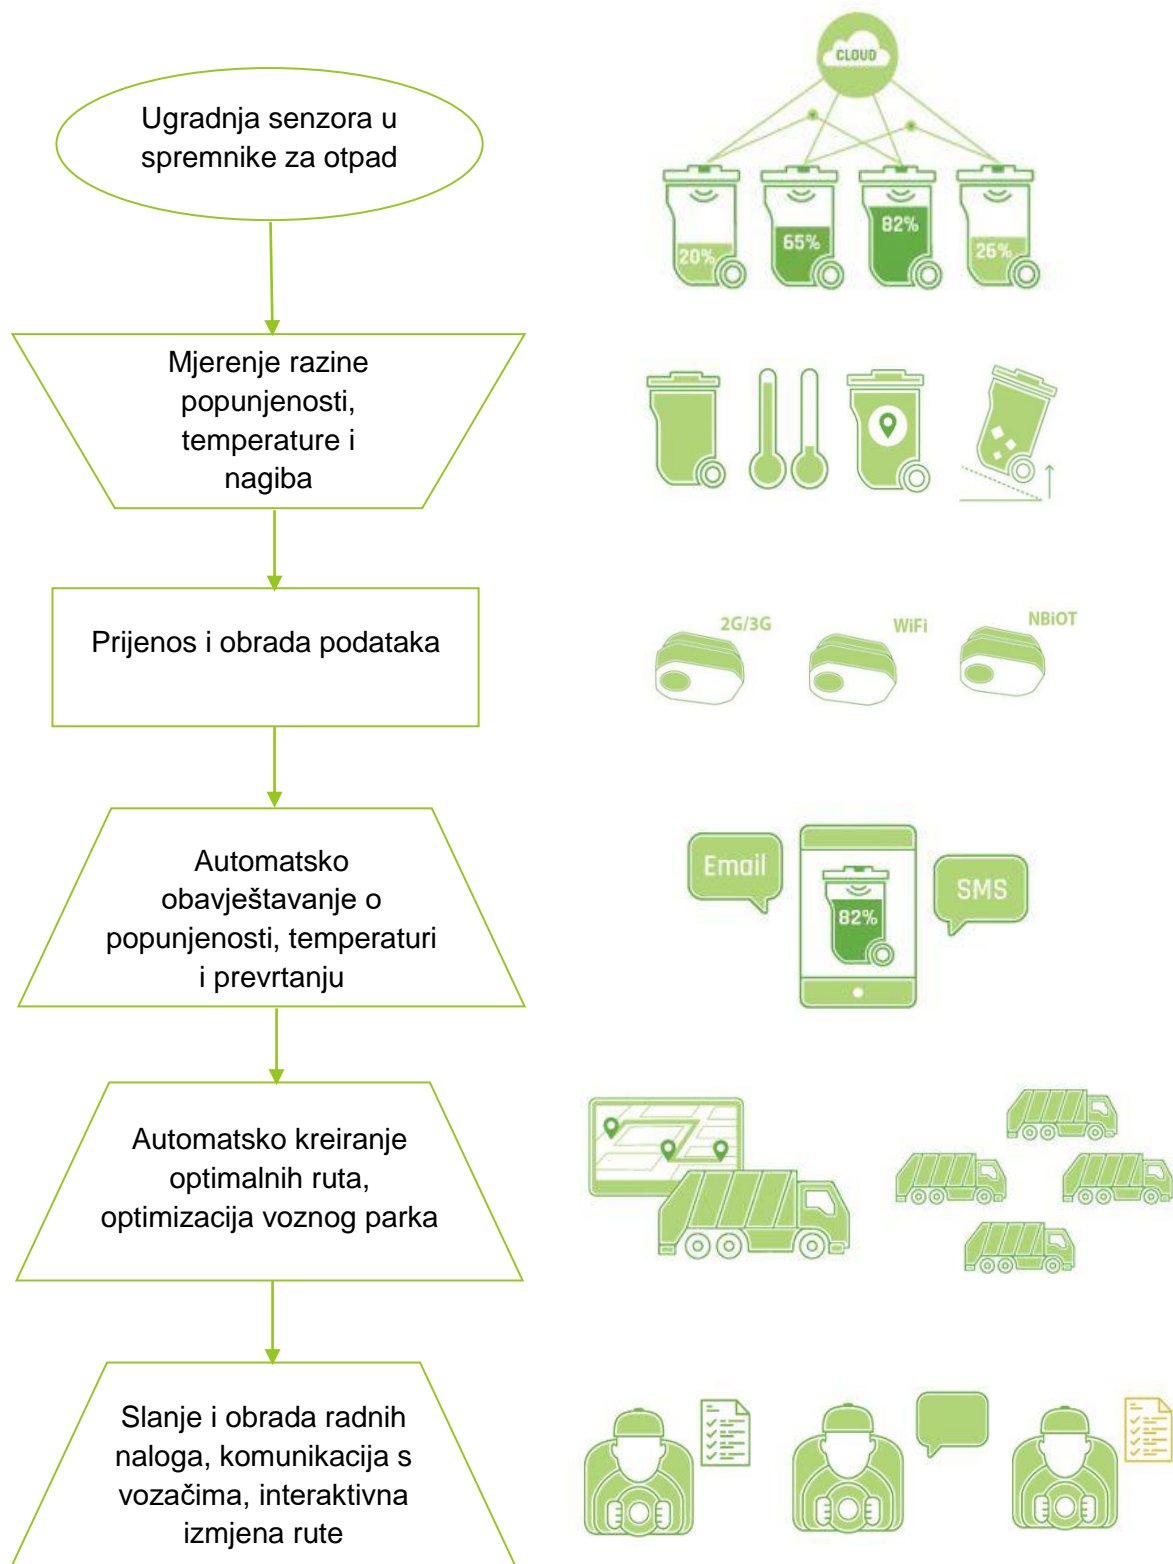 CLOUD
Ugradnja senzora u
spremnike za otpad
20%
65%
82%
26%
Mjerenje razine
popunjenosti,
temperature i
nagiba
2G/3G
WiFi
NBiOT
Prijenos i obrada podataka
Automatsko
obavještavanje o
popunjenosti, temperaturi
i prevrtanju
Email
82%
SMS
Automatsko kreiranje
optimalnih ruta,
optimizacija voznog parka
Slanje i obrada radnih
naloga, komunikacija s
vozačima, interaktivna
izmjena rute